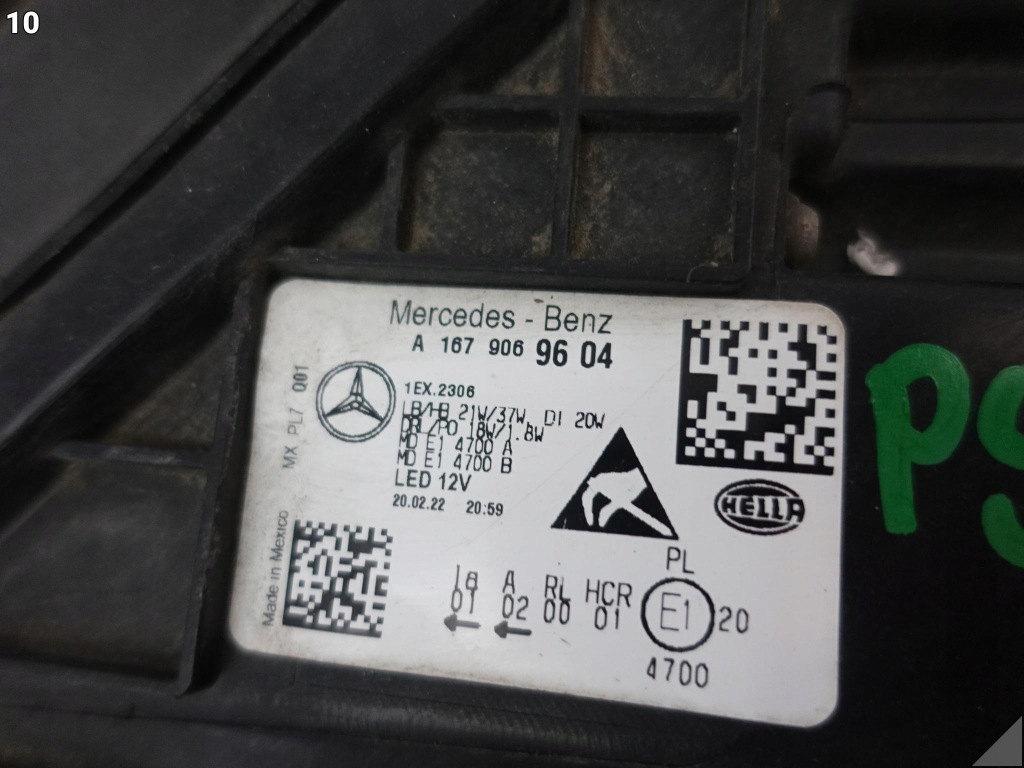 10
Mercedes - Benz
A 167 906 96 04
1EX.2306
LB/HB 21W/37W, DI 20W
DRL/PO 18W/1.8W
MD E1 4700 A
MD E1 4700 B
LED 12V
20.02.22 20:59
MX PL7 001
Made in Mexico
HELLA
PL
1a A RL HCR E1 20
01 02 00 01
4700
P9